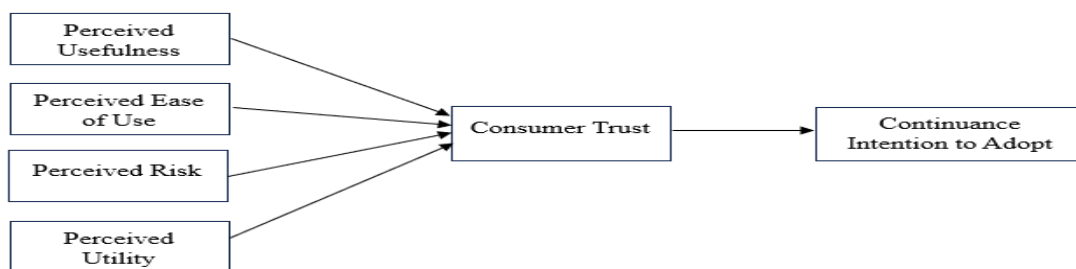 Perceived
Usefulness
Perceived Ease
of Use
Perceived Risk
Perceived
Utility
Consumer Trust
Continuance
Intention to Adopt